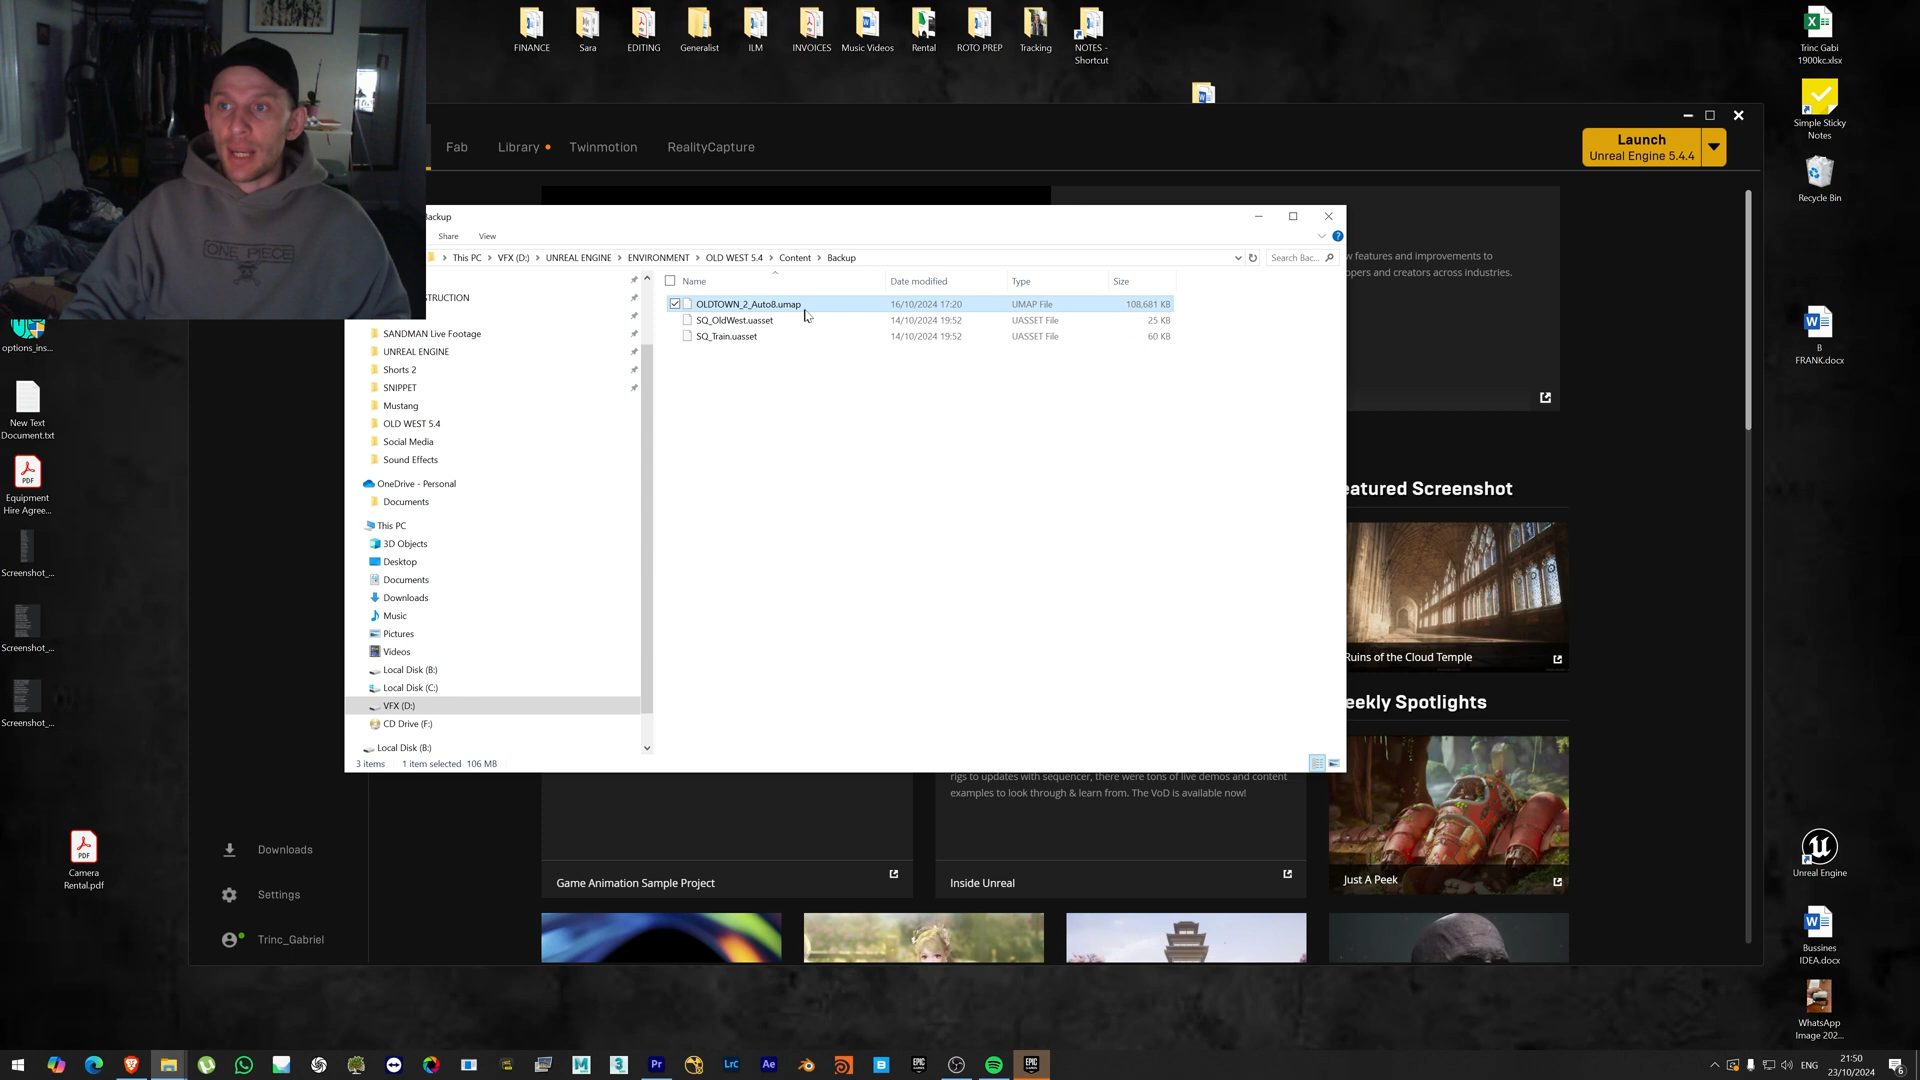 FINANCE
Sara
EDITING
Generalist
ILM
INVOICES
Music Videos
Rental
ROTO PREP
Tracking
NOTES -
Shortcut
Trinc Gabi
1900kc.xlsx
Simple Sticky
Notes
Recycle Bin
B
FRANK.docx
Unreal Engine
Bussines
IDEA.docx
WhatsApp
Image 202...
ONE PIECE
options_ins...
New Text
Document.txt
Equipment
Hire Agree...
Screenshot_...
Screenshot_...
Screenshot_...
PDF
Camera
Rental.pdf
Fab
Library
Twinmotion
RealityCapture
Launch
Unreal Engine 5.4.4
Backup
Share
View
This PC
VFX (D:)
UNREAL ENGINE
ENVIRONMENT
OLD WEST 5.4
Content
Backup
Search Bac...
Name
Date modified
Type
Size
OLDTOWN_2_Auto8.umap
16/10/2024 17:20
UMAP File
108,681 KB
SQ_OldWest.uasset
14/10/2024 19:52
UASSET File
25 KB
SQ_Train.uasset
14/10/2024 19:52
UASSET File
60 KB
STRUCTION
SANDMAN Live Footage
UNREAL ENGINE
Shorts 2
SNIPPET
Mustang
OLD WEST 5.4
Social Media
Sound Effects
OneDrive - Personal
Documents
This PC
3D Objects
Desktop
Documents
Downloads
Music
Pictures
Videos
Local Disk (B:)
Local Disk (C:)
VFX (D:)
CD Drive (F:)
Local Disk (B:)
3 items
1 item selected
106 MB
w features and improvements to
opers and creators across industries.
eatured Screenshot
Ruins of the Cloud Temple
eekly Spotlights
Just A Peek
rigs to updates with sequencer, there were tons of live demos and content
examples to look through & learn from. The VoD is available now!
Game Animation Sample Project
Inside Unreal
Downloads
Settings
Trinc_Gabriel
Pr
Lrc
Ae
ENG
21:50
23/10/2024